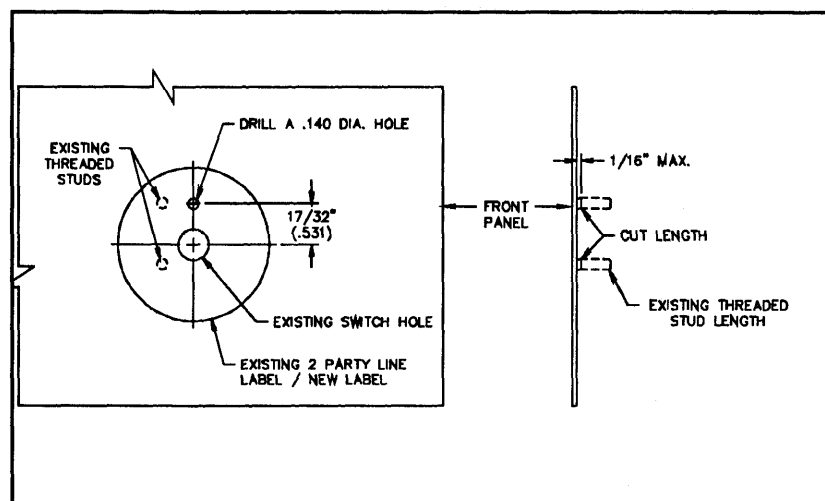 DRILL A .140 DIA. HOLE
EXISTING
THREADED
STUDS
17/32"
(.531)
EXISTING SWITCH HOLE
EXISTING 2 PARTY LINE
LABEL / NEW LABEL
FRONT
PANEL
1/16" MAX.
CUT LENGTH
EXISTING THREADED
STUD LENGTH